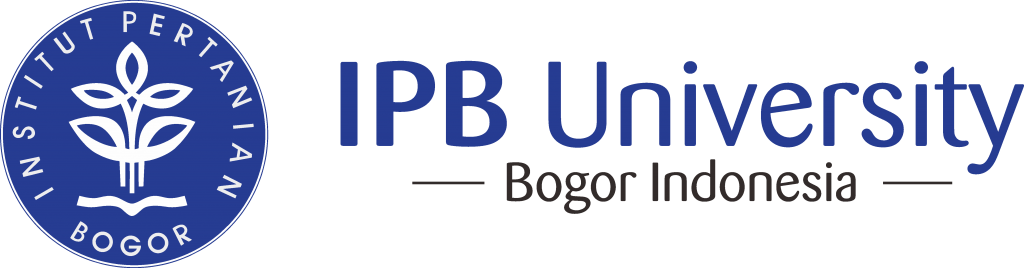 INSTITUT PERTANIAN
BOGOR
IPB University
Bogor Indonesia